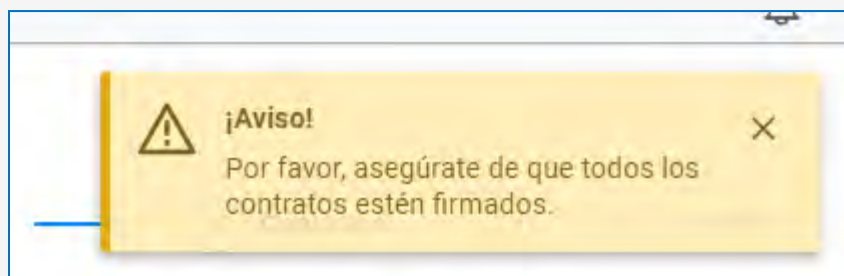 ¡Aviso!
Por favor, asegúrate de que todos los
contratos estén firmados.